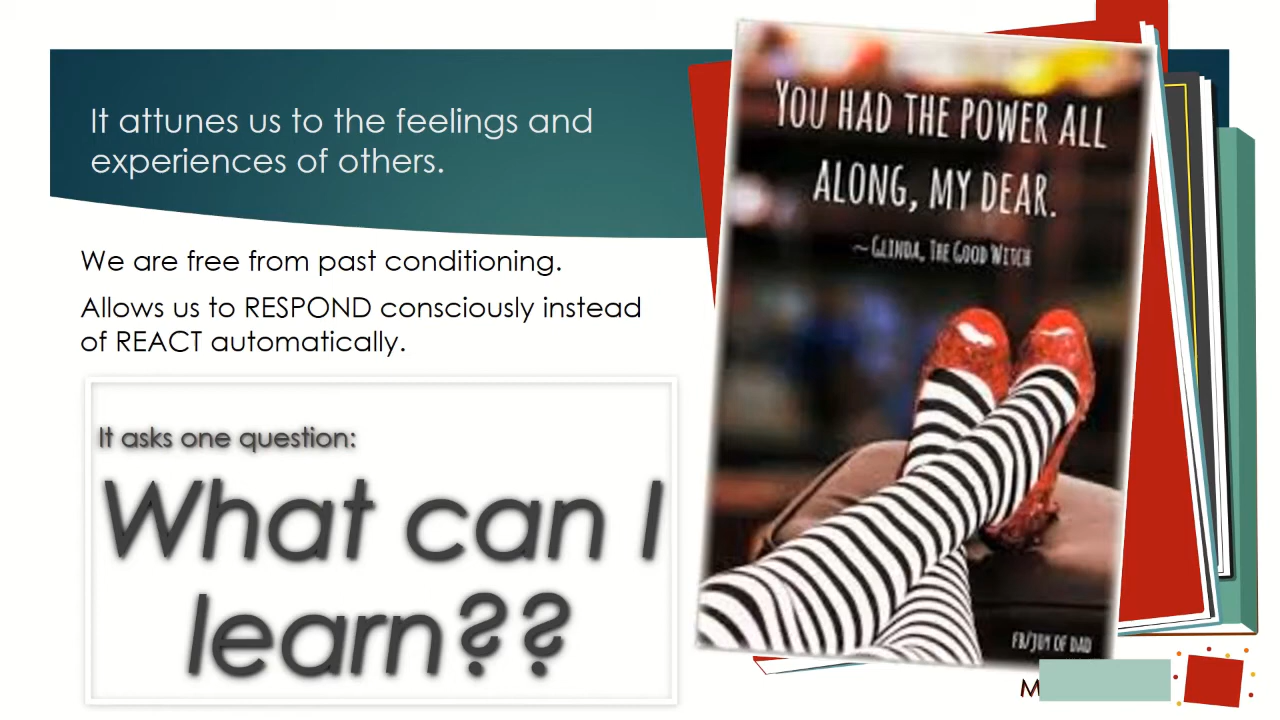 It attunes us to the feelings and
experiences of others.
We are free from past conditioning.
Allows us to RESPOND consciously instead
of REACT automatically.
It asks one question:
What can I
learn??
YOU HAD THE POWER ALL
ALONG, MY DEAR.
~ GLINDA, THE GOOD WITCH
FB/JOY OF DAD
M